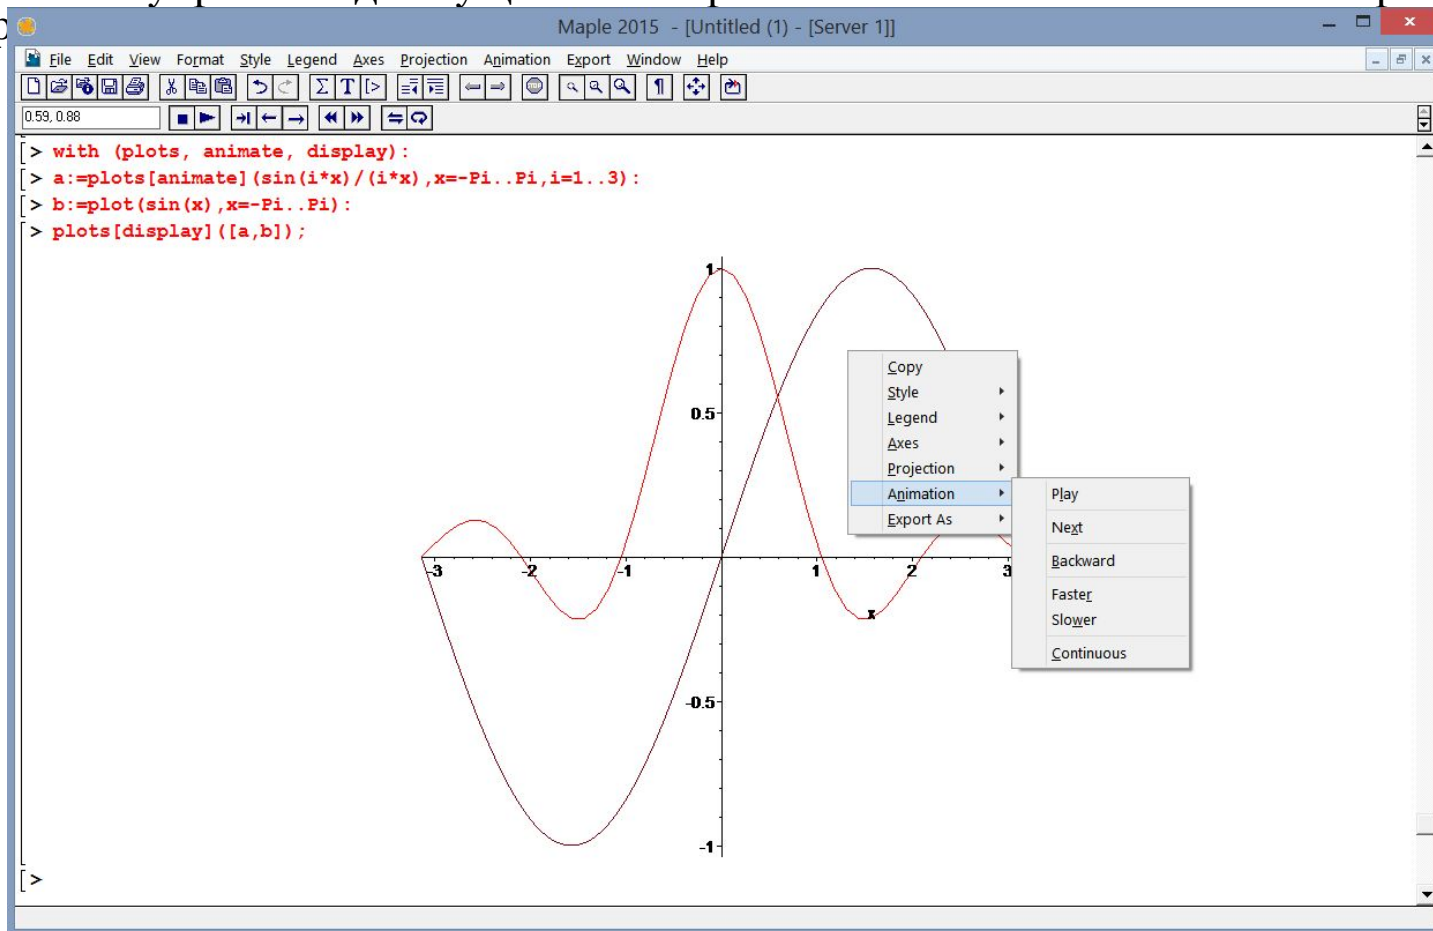 Maple 2015 - [Untitled (1) - [Server 1]]
File Edit View Format Style Legend Axes Projection Animation Export Window Help
0.59, 0.88
[> with (plots, animate, display):
[> a:=plots[animate](sin(i*x)/(i*x),x=-Pi..Pi,i=1..3):
[> b:=plot(sin(x),x=-Pi..Pi):
[> plots[display]([a,b]);
1
0.5
-3 -2 -1 1 2 3
x
-0.5
-1
Copy
Style
Legend
Axes
Projection
Animation
Export As
Play
Next
Backward
Faster
Slower
Continuous
[>